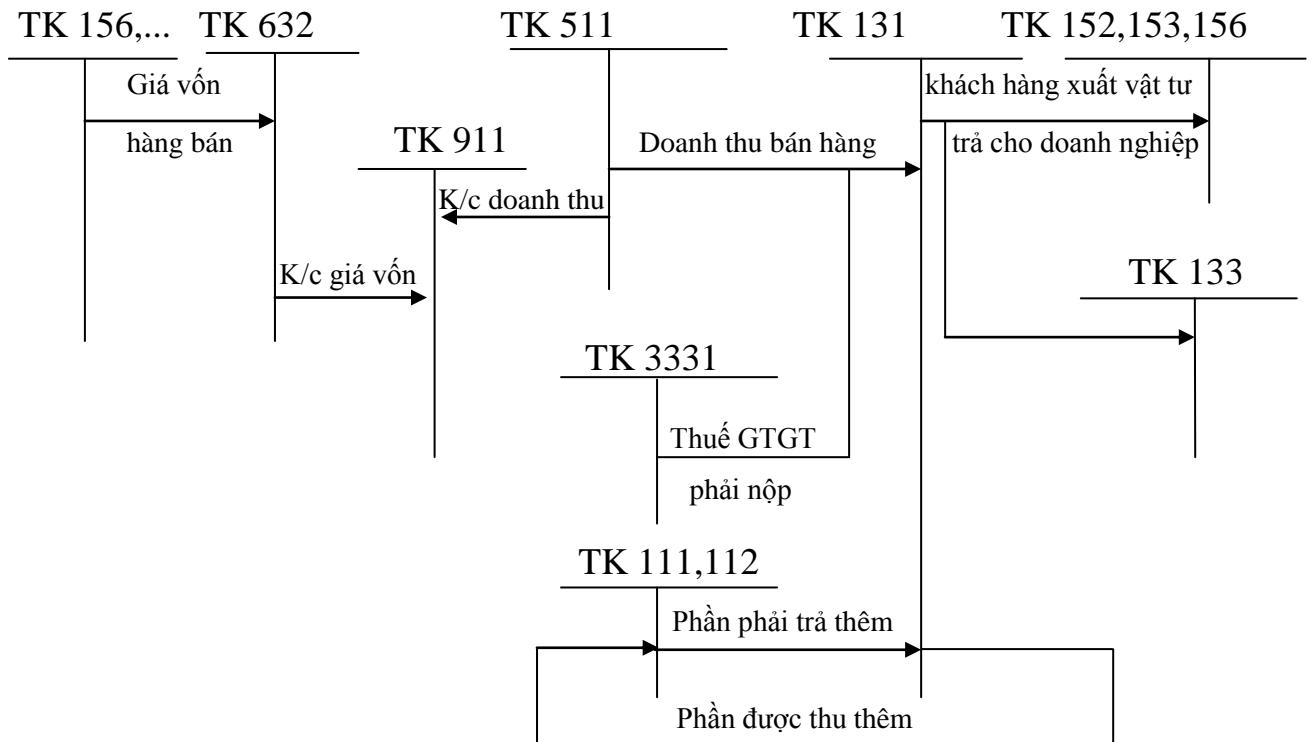 TK 156,... TK 632 TK 511 TK 131 TK 152,153,156
Giá vốn
hàng bán
khách hàng xuất vật tư
trả cho doanh nghiệp
TK 911
Doanh thu bán hàng
K/c doanh thu
K/c giá vốn
TK 133
TK 3331
Thuế GTGT
phải nộp
TK 111,112
Phần phải trả thêm
Phần được thu thêm